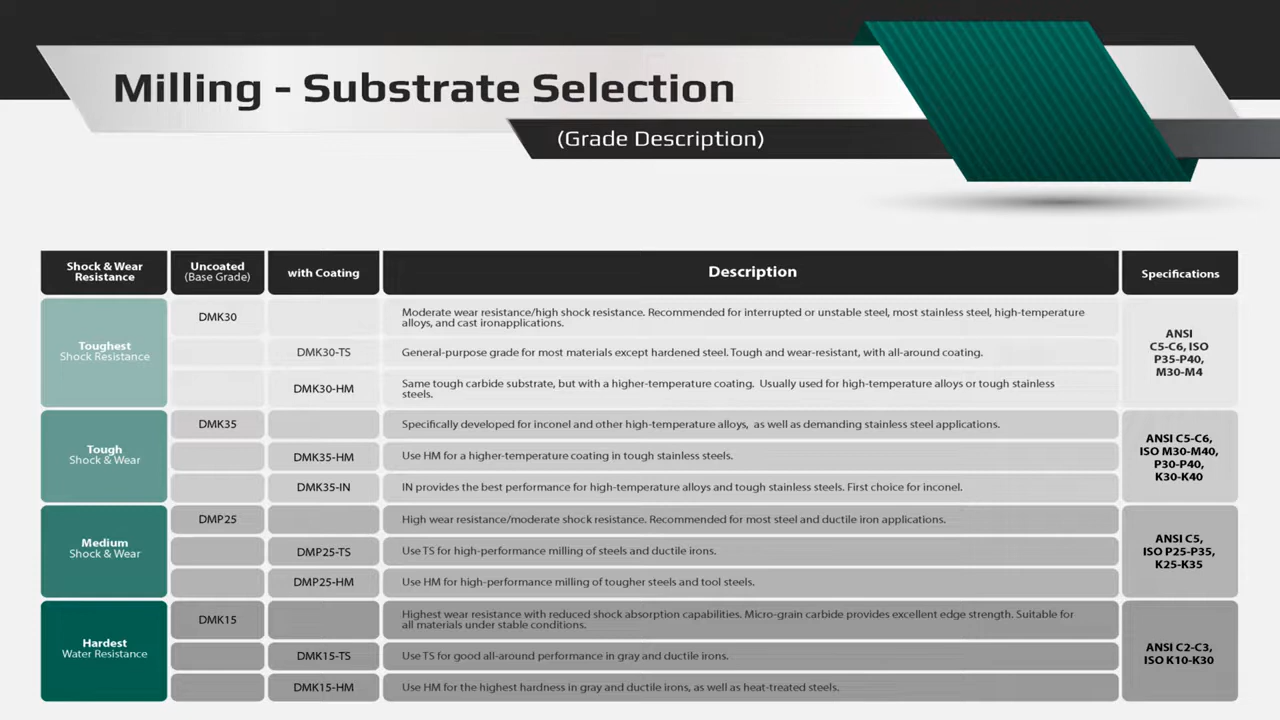 Milling - Substrate Selection
(Grade Description)
Shock & Wear
Resistance
Uncoated
(Base Grade)
with Coating
Description
Specifications
Toughest
Shock Resistance
DMK30
Moderate wear resistance/high shock resistance. Recommended for interrupted or unstable steel, most stainless steel, high-temperature
alloys, and cast ironapplications.
DMK30-TS
General-purpose grade for most materials except hardened steel. Tough and wear-resistant, with all-around coating.
DMK30-HM
Same tough carbide substrate, but with a higher-temperature coating. Usually used for high-temperature alloys or tough stainless
steels.
ANSI
C5-C6, ISO
P35-P40,
M30-M4
Tough
Shock & Wear
DMK35
Specifically developed for inconel and other high-temperature alloys, as well as demanding stainless steel applications.
DMK35-HM
Use HM for a higher-temperature coating in tough stainless steels.
DMK35-IN
IN provides the best performance for high-temperature alloys and tough stainless steels. First choice for inconel.
ANSI C5-C6,
ISO M30-M40,
P30-P40,
K30-K40
Medium
Shock & Wear
DMP25
High wear resistance/moderate shock resistance. Recommended for most steel and ductile iron applications.
DMP25-TS
Use TS for high-performance milling of steels and ductile irons.
DMP25-HM
Use HM for high-performance milling of tougher steels and tool steels.
ANSI C5,
ISO P25-P35,
K25-K35
Hardest
Water Resistance
DMK15
Highest wear resistance with reduced shock absorption capabilities. Micro-grain carbide provides excellent edge strength. Suitable for
all materials under stable conditions.
DMK15-TS
Use TS for good all-around performance in gray and ductile irons.
DMK15-HM
Use HM for the highest hardness in gray and ductile irons, as well as heat-treated steels.
ANSI C2-C3,
ISO K10-K30